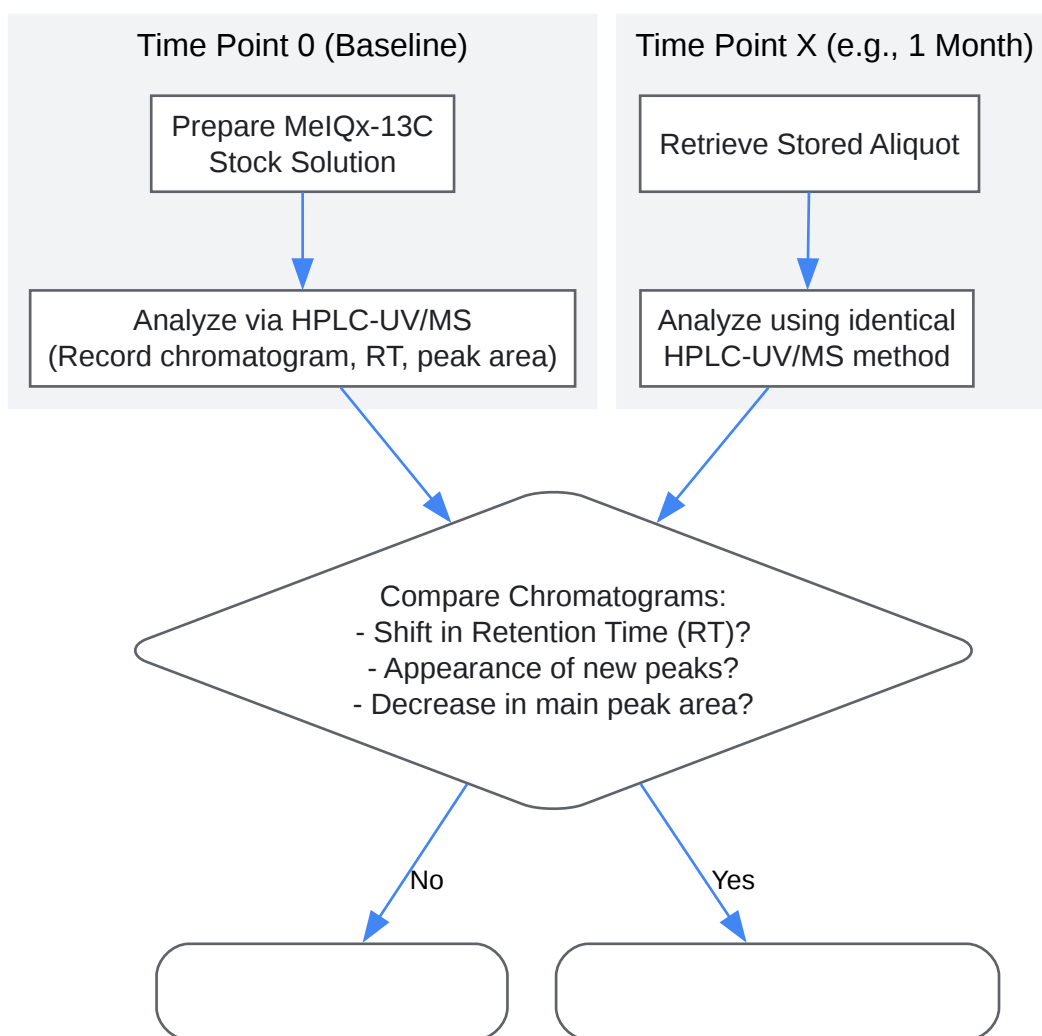 Time Point 0 (Baseline)
Prepare MeIQx-13C
Stock Solution
Analyze via HPLC-UV/MS
(Record chromatogram, RT, peak area)
Time Point X (e.g., 1 Month)
Retrieve Stored Aliquot
Analyze using identical
HPLC-UV/MS method
Compare Chromatograms:
- Shift in Retention Time (RT)?
- Appearance of new peaks?
- Decrease in main peak area?
No
Yes